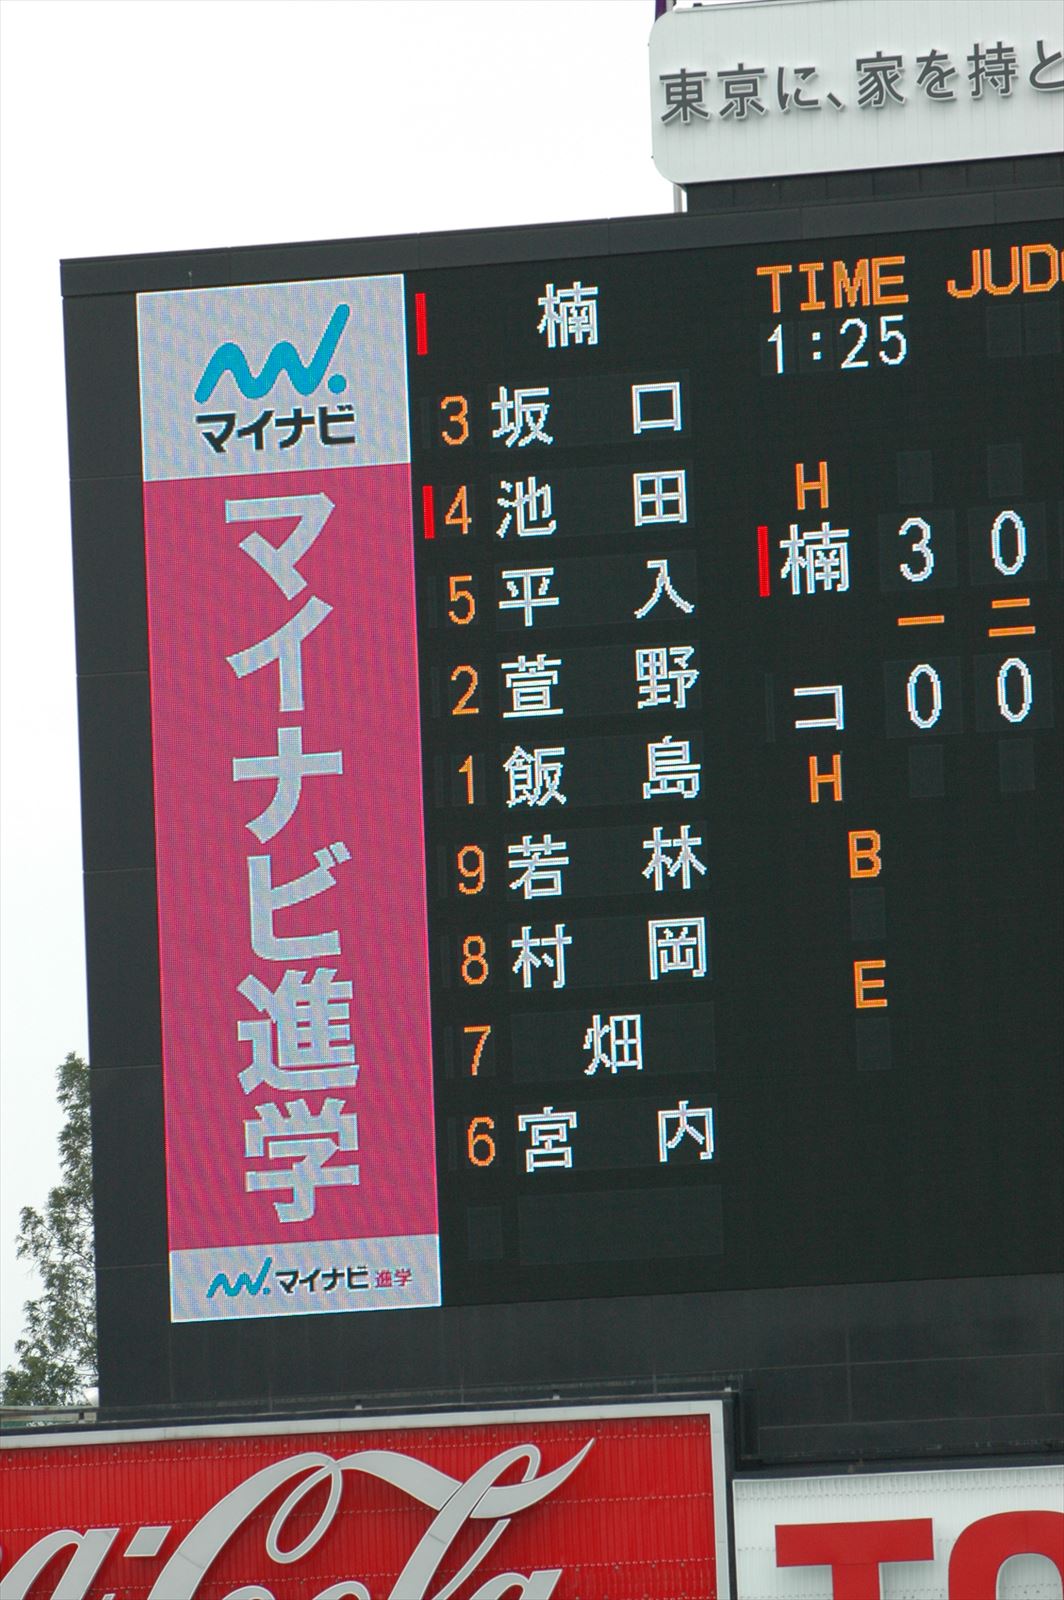 東京に、家を持と
マイナビ
マイナビ進学
マイナビ 進学
楠
3 坂口
4 池田
5 平入
2 萱野
1 飯島
9 若林
8 村岡
7 畑
6 宮内
TIME JUD
1:25
H
楠 3 0
一 二
コ 0 0
H
B
E
Coca-Cola
TO